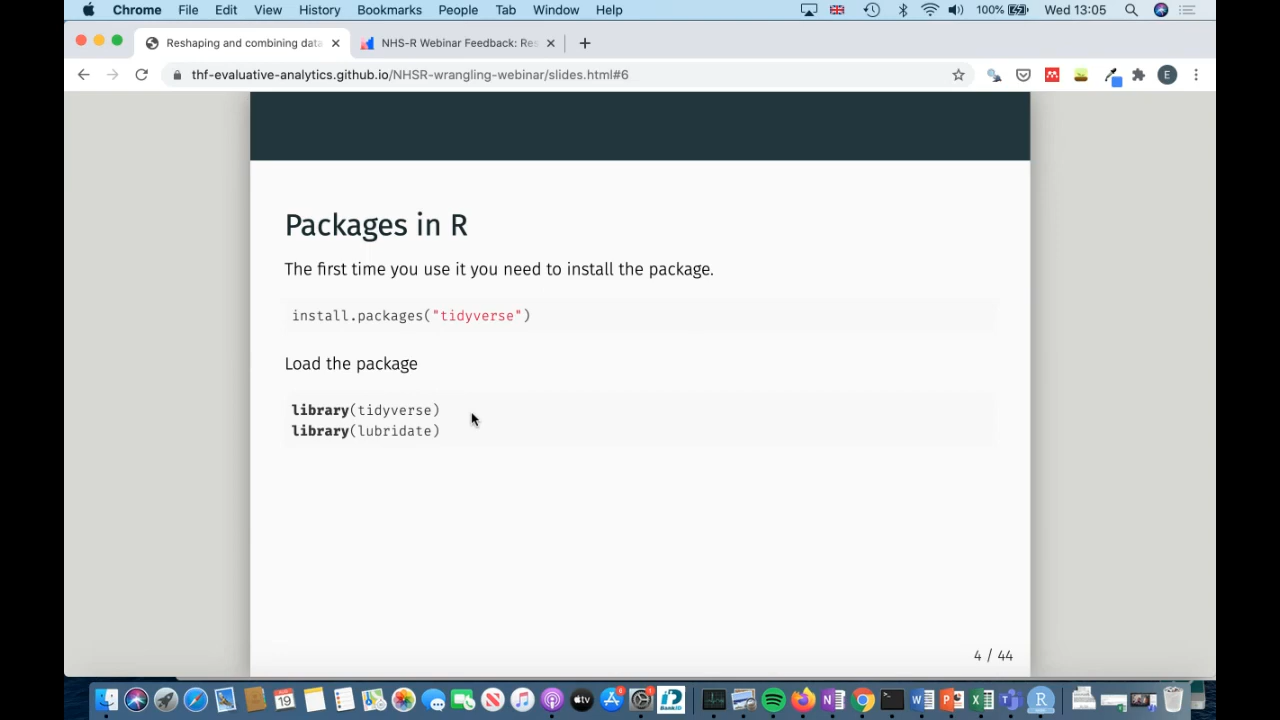 Chrome File Edit View History Bookmarks People Tab Window Help 100% Wed 13:05
Reshaping and combining data NHS-R Webinar Feedback: Res
thf-evaluative-analytics.github.io/NHSR-wrangling-webinar/slides.html#6 E
Packages in R
The first time you use it you need to install the package.
install.packages("tidyverse")
Load the package
library(tidyverse)
library(lubridate)
4 / 44